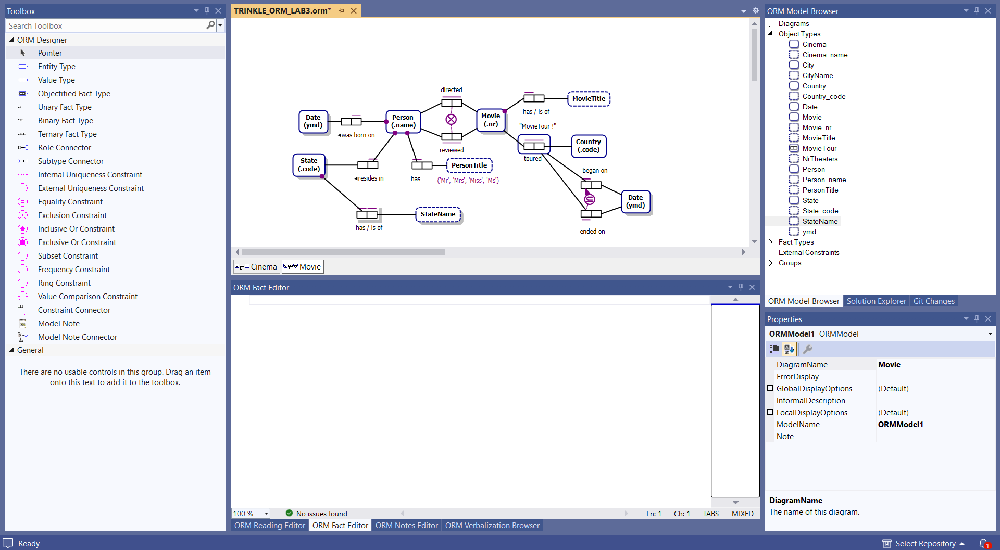 Toolbox
Search Toolbox
ORM Designer
Pointer
Entity Type
Value Type
Objectified Fact Type
Unary Fact Type
Binary Fact Type
Ternary Fact Type
Role Connector
Subtype Connector
Internal Uniqueness Constraint
External Uniqueness Constraint
Equality Constraint
Exclusion Constraint
Inclusive Or Constraint
Exclusive Or Constraint
Subset Constraint
Frequency Constraint
Ring Constraint
Value Comparison Constraint
Constraint Connector
Model Note
Model Note Connector
General
There are no usable controls in this group. Drag an item
onto this text to add it to the toolbox.
TRINKLE_ORM_LAB3.orm*
directed
MovieTitle
has / is of
Date
(ymd)
Person
(.name)
Movie
(.nr)
"MovieTour !"
◄was born on
reviewed
Country
(.code)
toured
State
(.code)
PersonTitle
◄resides in
has
{'Mr', 'Mrs', 'Miss', 'Ms'}
began on
Date
(ymd)
StateName
has / is of
ended on
Cinema
Movie
ORM Fact Editor
100 %
No issues found
Ln: 1
Ch: 1
TABS
MIXED
ORM Reading Editor
ORM Fact Editor
ORM Notes Editor
ORM Verbalization Browser
ORM Model Browser
Diagrams
Object Types
Cinema
Cinema_name
City
CityName
Country
Country_code
Date
Movie
Movie_nr
MovieTitle
MovieTour
NrTheaters
Person
Person_name
PersonTitle
State
State_code
StateName
ymd
Fact Types
External Constraints
Groups
ORM Model Browser
Solution Explorer
Git Changes
Properties
ORMModel1 ORMModel
DiagramName Movie
ErrorDisplay
GlobalDisplayOptions (Default)
InformalDescription
LocalDisplayOptions (Default)
ModelName ORMModel1
Note
DiagramName
The name of this diagram.
Ready
Select Repository
1